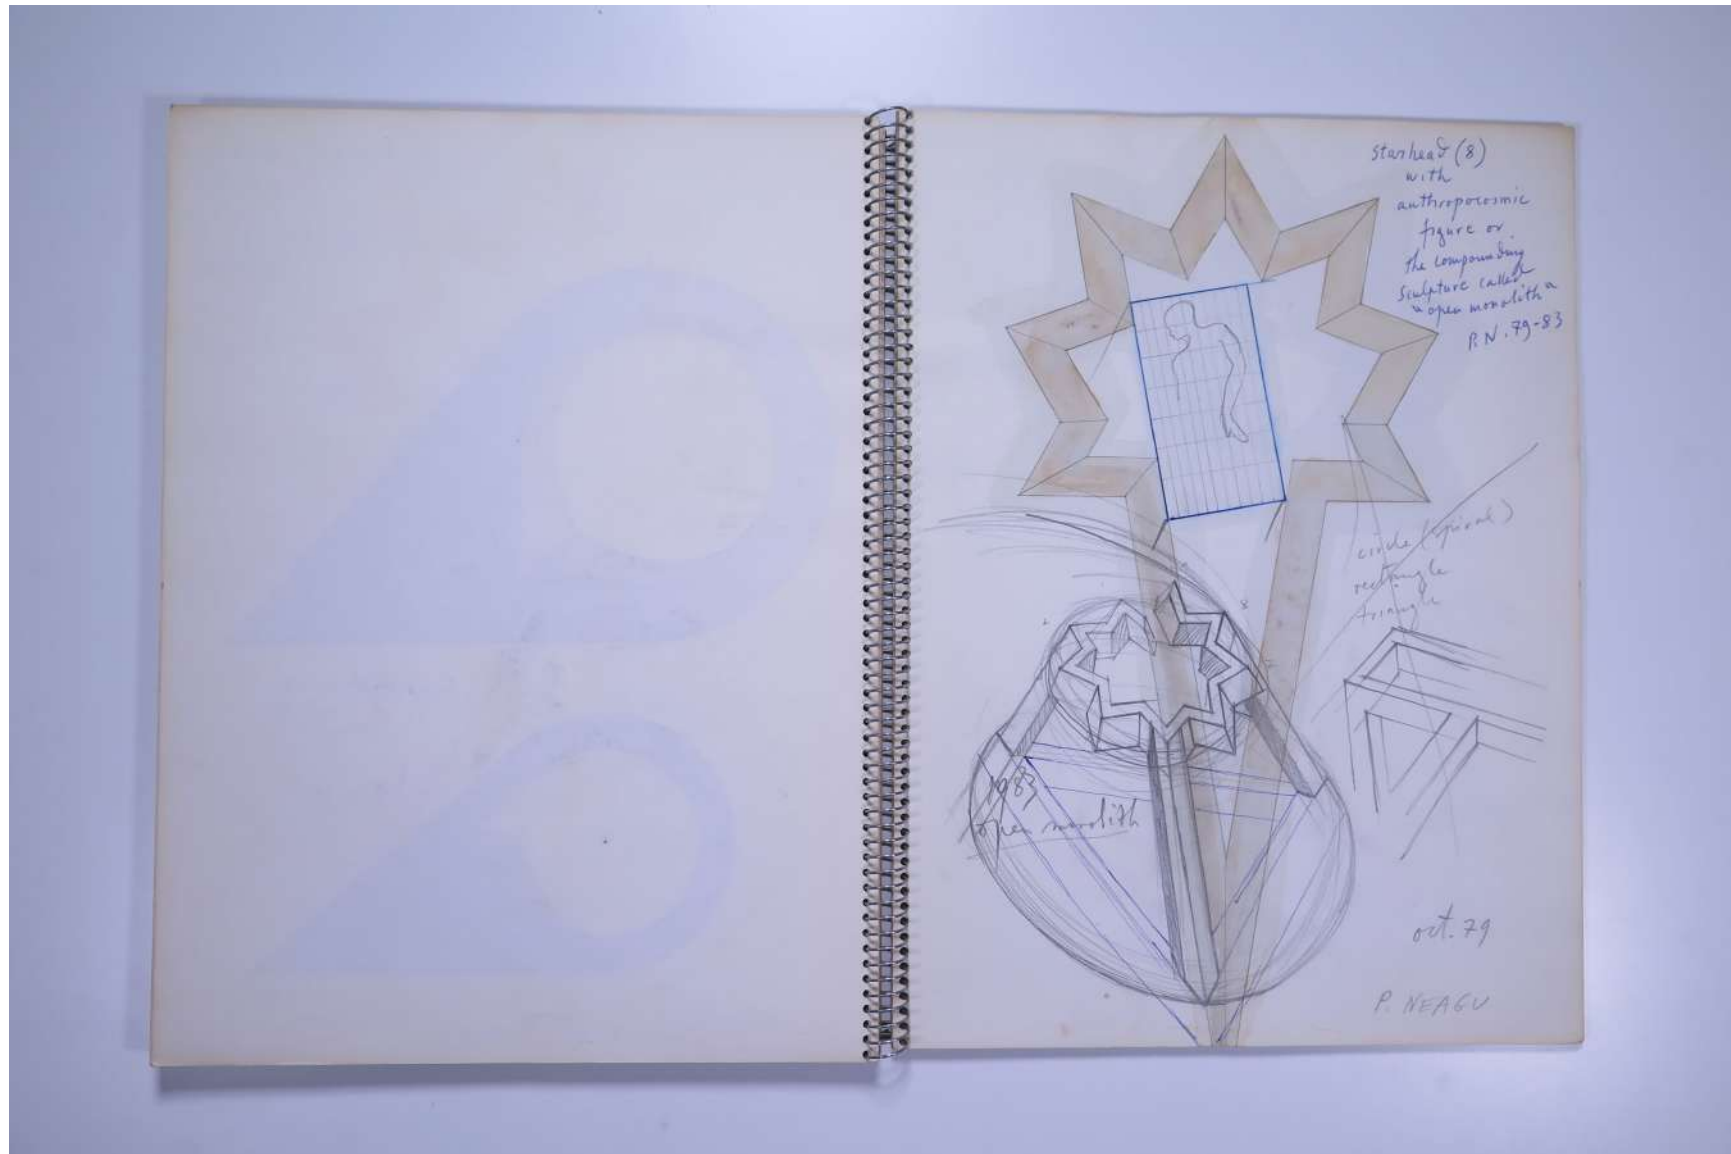 starhead (8)
with
anthropocosmic
figure or
the compounding
sculpture called
"open monolith"
P.N. 79-83
circle (spiral)
rectangle
triangle
8
1983
open monolith
oct. 79
P. NEAGU